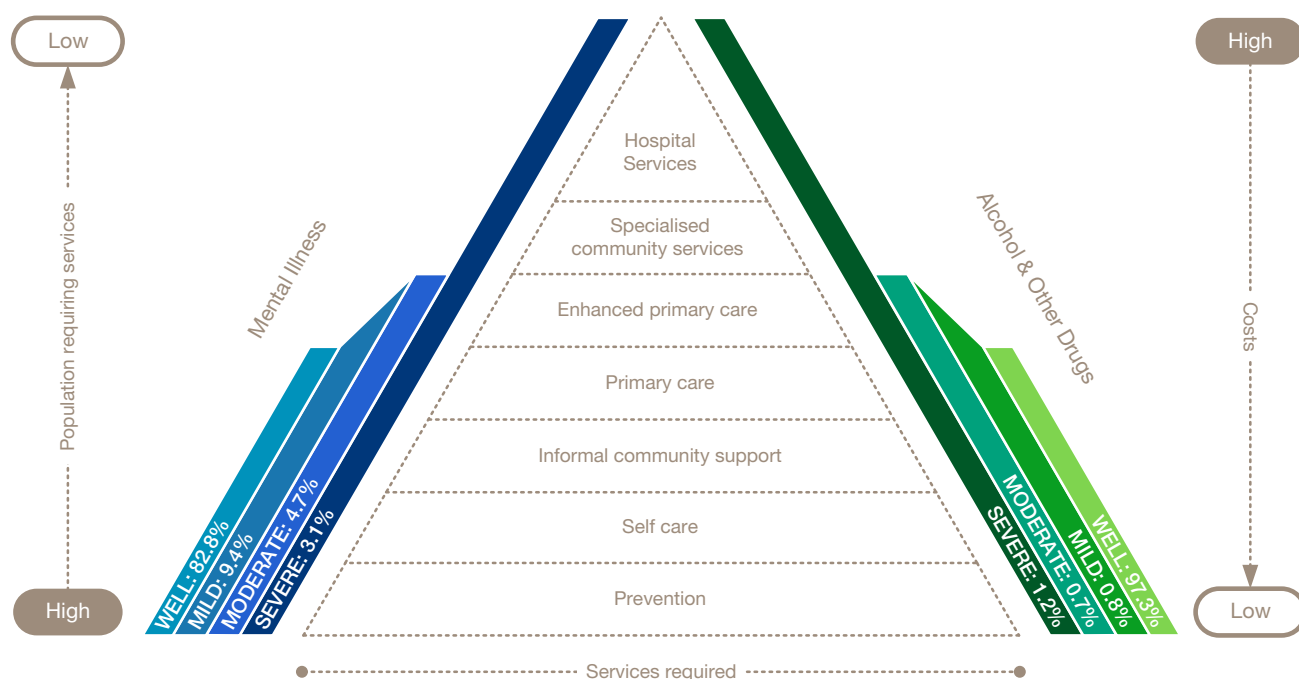 Low
High
Population requiring services
High
Low
Costs
Mental Illness
Alcohol & Other Drugs
Hospital
Services
Specialised
community services
Enhanced primary care
Primary care
Informal community support
Self care
Prevention
WELL: 82.8%
MILD: 9.4%
MODERATE: 4.7%
SEVERE: 3.1%
SEVERE: 1.2%
MODERATE: 0.7%
MILD: 0.8%
WELL: 97.3%
Services required